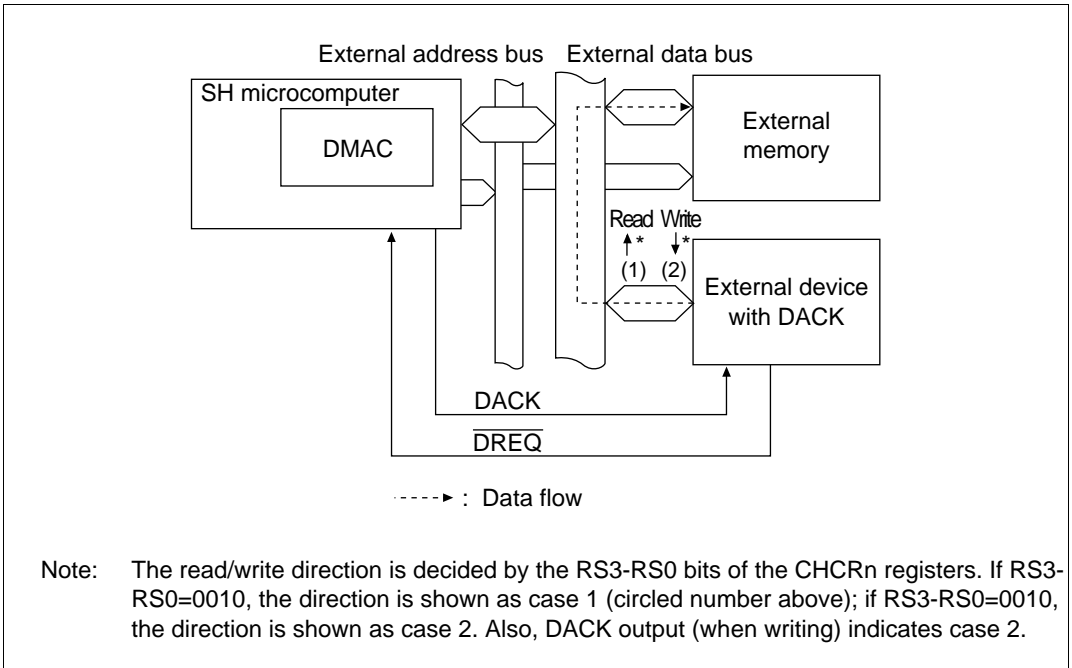 External address bus External data bus
SH microcomputer
DMAC
External
memory
Read Write
* *
(1) (2)
External device
with DACK
DACK
DREQ
: Data flow
Note: The read/write direction is decided by the RS3-RS0 bits of the CHCRn registers. If RS3-
RS0=0010, the direction is shown as case 1 (circled number above); if RS3-RS0=0010,
the direction is shown as case 2. Also, DACK output (when writing) indicates case 2.